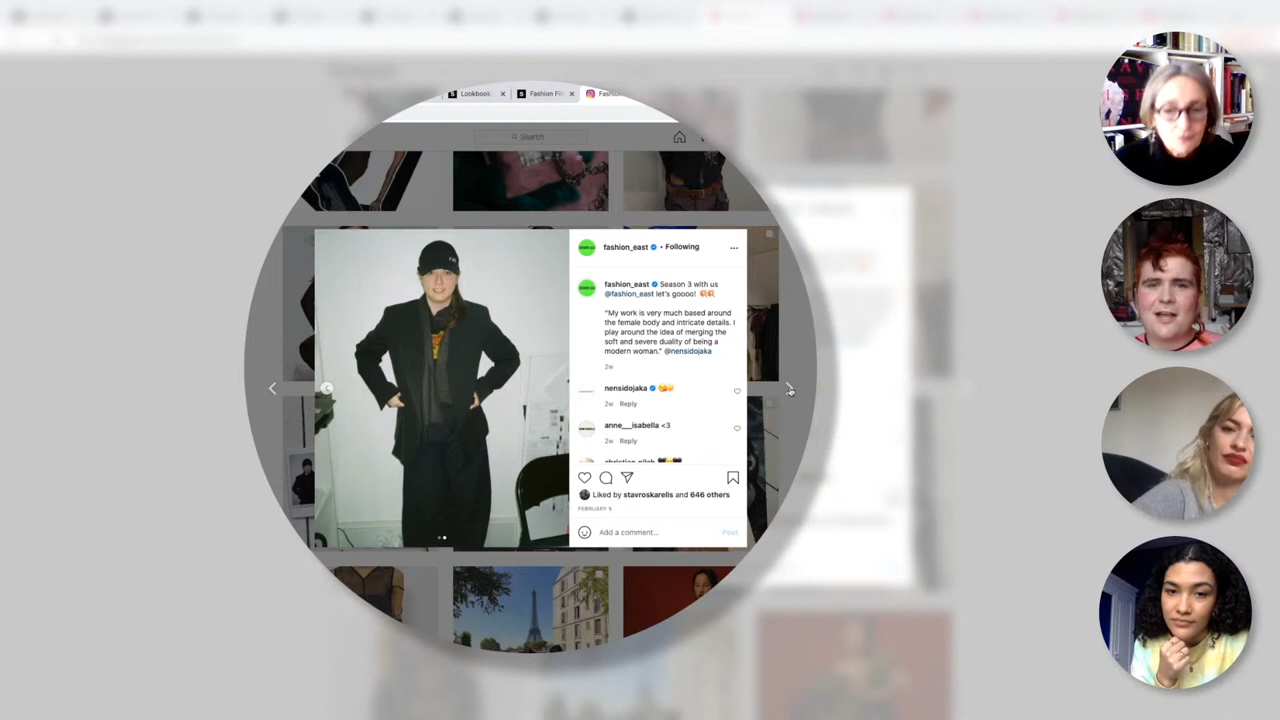 Lookbook
Fashion Fil
Fashi
Search
fashion_east • Following
fashion_east Season 3 with us
@fashion_east let's goooo! 💥💥
"My work is very much based around
the female body and intricate details. I
play around the idea of merging the
soft and severe duality of being a
modern woman." @nensidojaka
2w
nensidojaka
2w Reply
anne__isabella <3
2w Reply
Liked by stavroskarelis and 646 others
Add a comment...
Post